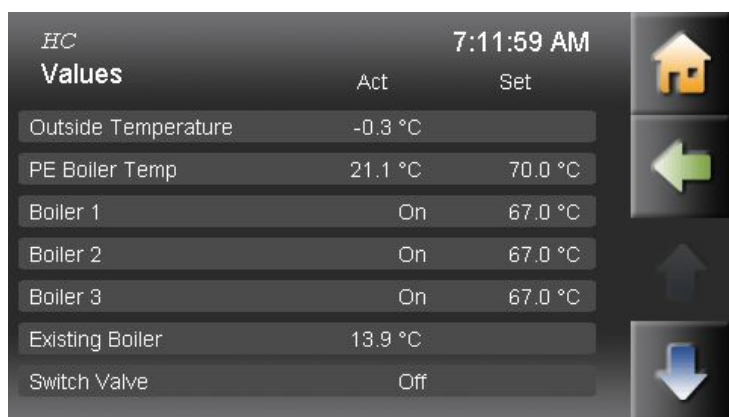 HC 7:11:59 AM
Values Act Set
Outside Temperature -0.3 °C
PE Boiler Temp 21.1 °C 70.0 °C
Boiler 1 On 67.0 °C
Boiler 2 On 67.0 °C
Boiler 3 On 67.0 °C
Existing Boiler 13.9 °C
Switch Valve Off